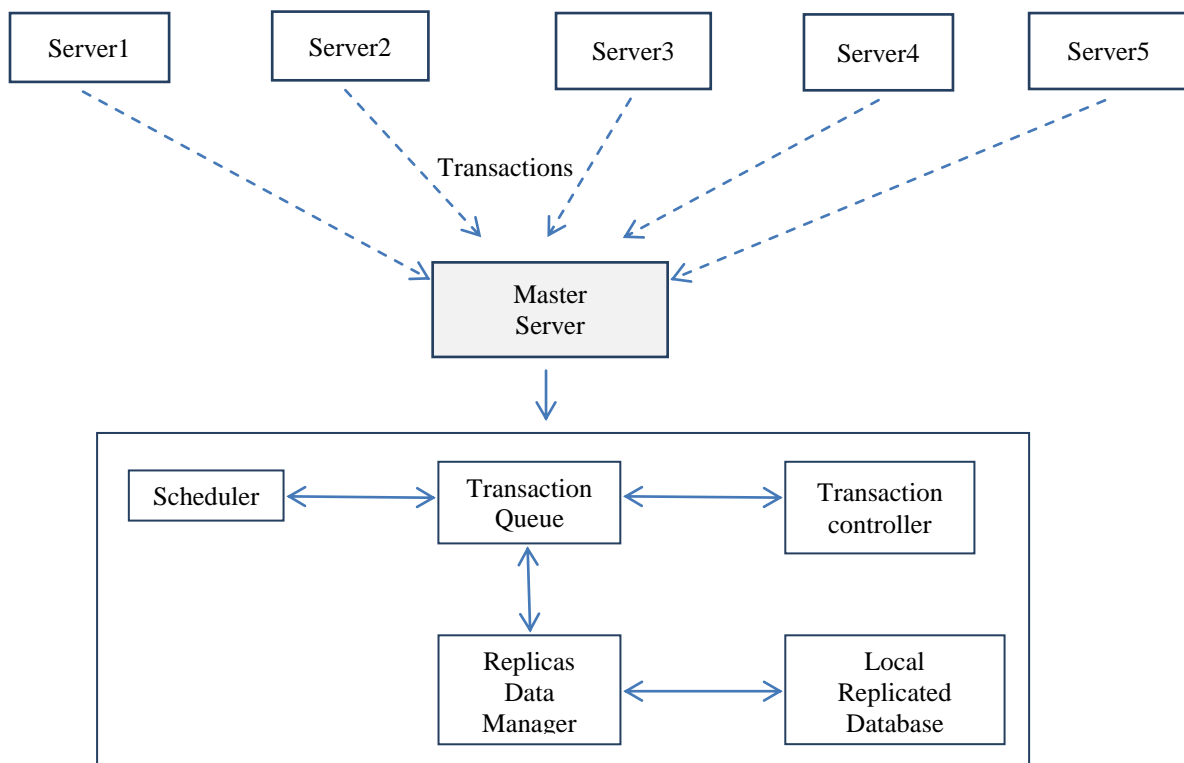 Server1
Server2
Server3
Server4
Server5
Transactions
Master
Server
Scheduler
Transaction
Queue
Transaction
controller
Replicas
Data
Manager
Local
Replicated
Database